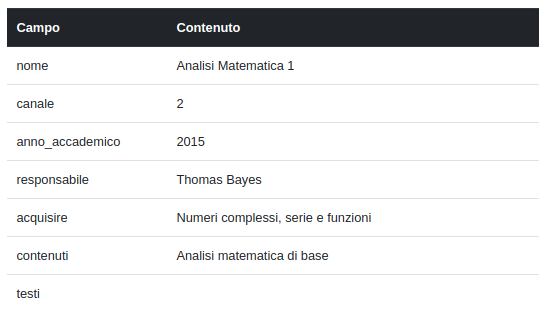 Campo Contenuto
nome Analisi Matematica 1
canale 2
anno_accademico 2015
responsabile Thomas Bayes
acquisire Numeri complessi, serie e funzioni
contenuti Analisi matematica di base
testi